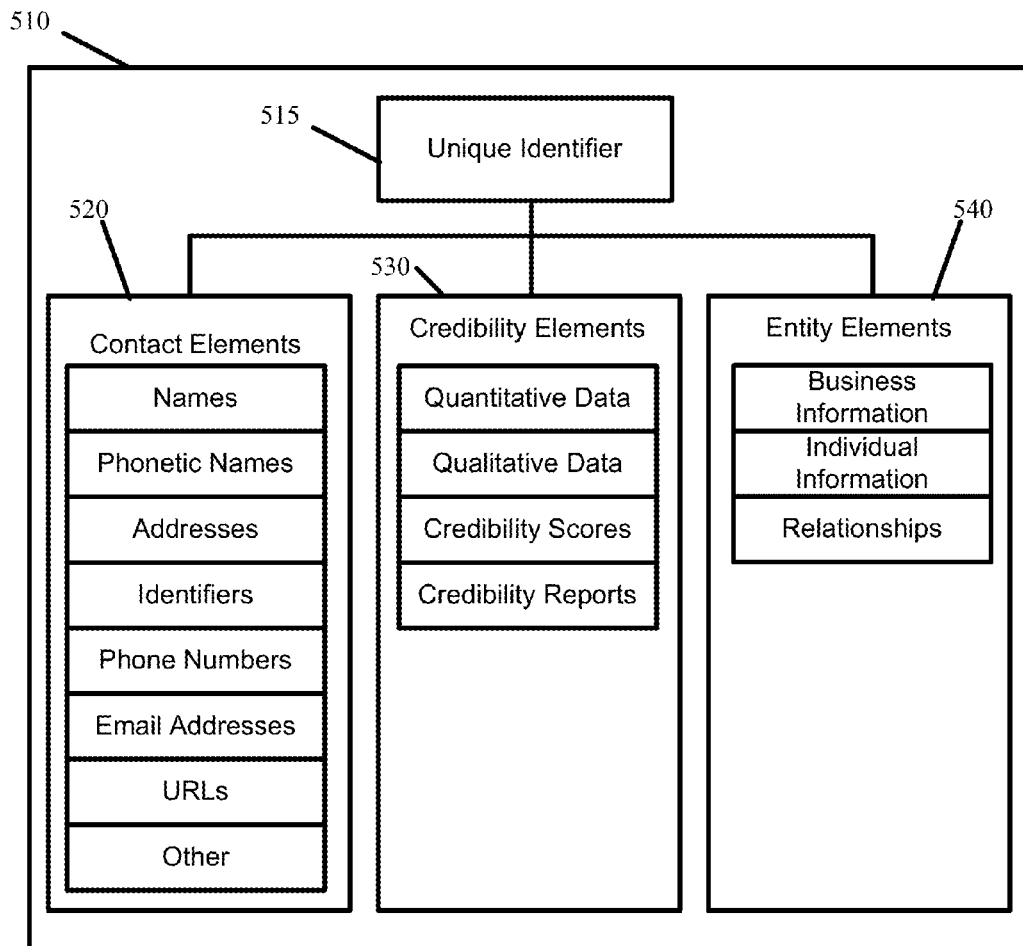 510
515
Unique Identifier
520
530
540
Contact Elements
Names
Phonetic Names
Addresses
Identifiers
Phone Numbers
Email Addresses
URLs
Other
Credibility Elements
Quantitative Data
Qualitative Data
Credibility Scores
Credibility Reports
Entity Elements
Business
Information
Individual
Information
Relationships